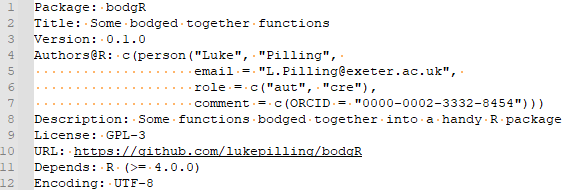 1 Package: bodgR
2 Title: Some bodged together functions
3 Version: 0.1.0
4 Authors@R: c(person("Luke", "Pilling",
5 email = "L.Pilling@exeter.ac.uk",
6 role = c("aut", "cre"),
7 comment = c(ORCID = "0000-0002-3332-8454")))
8 Description: Some functions bodged together into a handy R package
9 License: GPL-3
10 URL: https://github.com/lukepilling/bodgR
11 Depends: R (>= 4.0.0)
12 Encoding: UTF-8